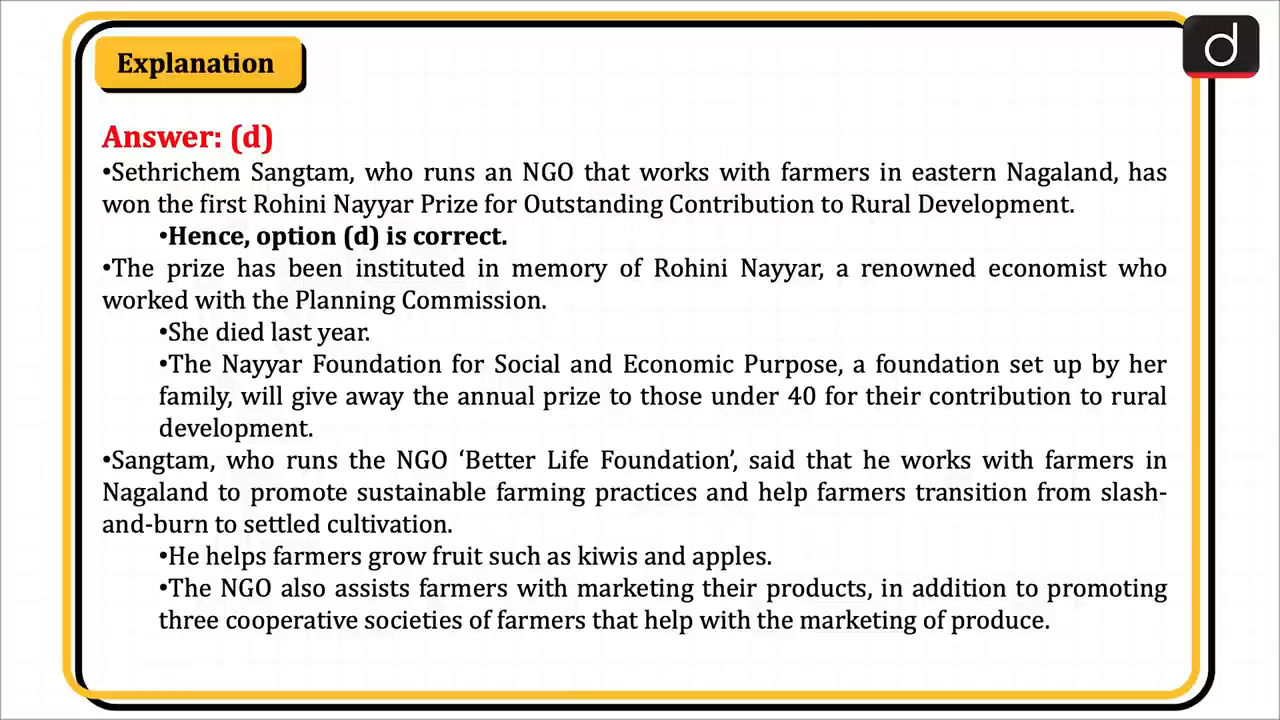 Explanation
d
Answer: (d)
•Sethrichem Sangtam, who runs an NGO that works with farmers in eastern Nagaland, has
won the first Rohini Nayyar Prize for Outstanding Contribution to Rural Development.
•Hence, option (d) is correct.
•The prize has been instituted in memory of Rohini Nayyar, a renowned economist who
worked with the Planning Commission.
•She died last year.
•The Nayyar Foundation for Social and Economic Purpose, a foundation set up by her
family, will give away the annual prize to those under 40 for their contribution to rural
development.
•Sangtam, who runs the NGO ‘Better Life Foundation’, said that he works with farmers in
Nagaland to promote sustainable farming practices and help farmers transition from slash-
and-burn to settled cultivation.
•He helps farmers grow fruit such as kiwis and apples.
•The NGO also assists farmers with marketing their products, in addition to promoting
three cooperative societies of farmers that help with the marketing of produce.